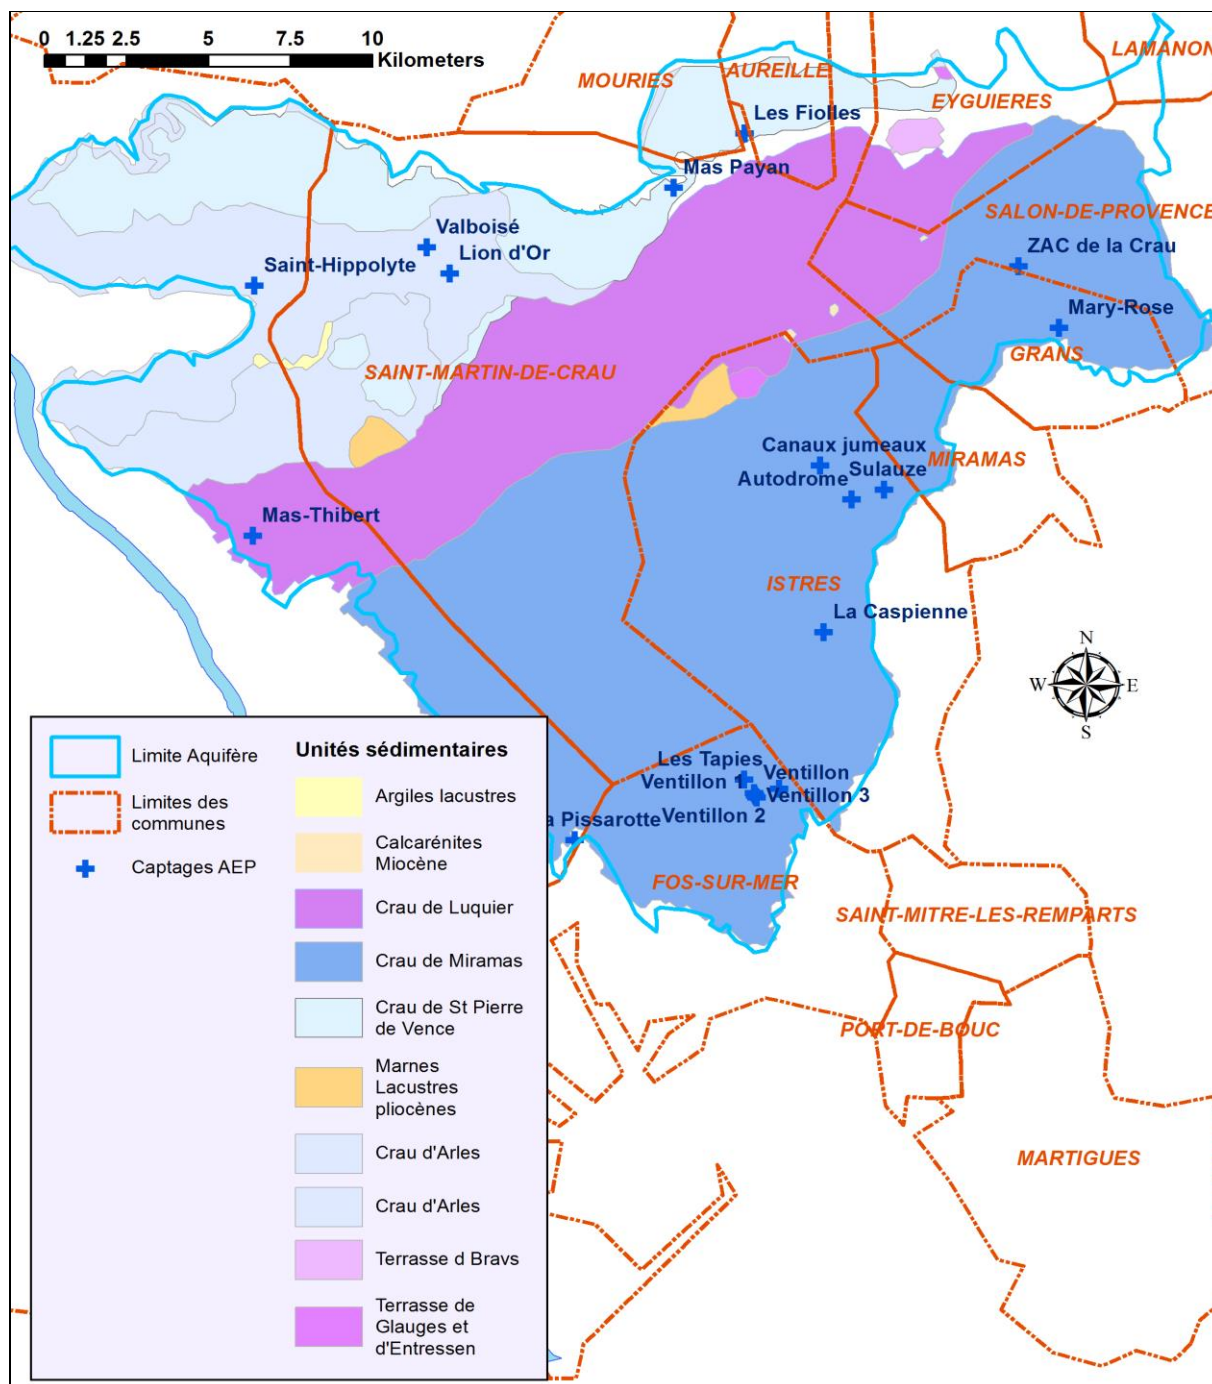 0 1.25 2.5 5 7.5 10
Kilometers
LAMANON
MOURIES
AUREILLE
EYGUIERES
Les Fiolles
Mas Payan
SALON-DE-PROVENCE
Valboisé
ZAC de la Crau
Lion d'Or
Saint-Hippolyte
Mary-Rose
GRANS
SAINT-MARTIN-DE-CRAU
Canaux jumeaux
MIRAMAS
Sulauze
Autodrome
Mas-Thibert
ISTRES
La Caspienne
N
W E
S
Les Tapies
Ventillon
Ventillon 1
Ventillon 3
Ventillon 2
a Pissarotte
FOS-SUR-MER
SAINT-MITRE-LES-REMPARTS
PORT-DE-BOUC
MARTIGUES
Limite Aquifère
Limites des
communes
Captages AEP
Unités sédimentaires
Argiles lacustres
Calcarénites
Miocène
Crau de Luquier
Crau de Miramas
Crau de St Pierre
de Vence
Marnes
Lacustres
pliocènes
Crau d'Arles
Crau d'Arles
Terrasse d Bravs
Terrasse de
Glauges et
d'Entressen